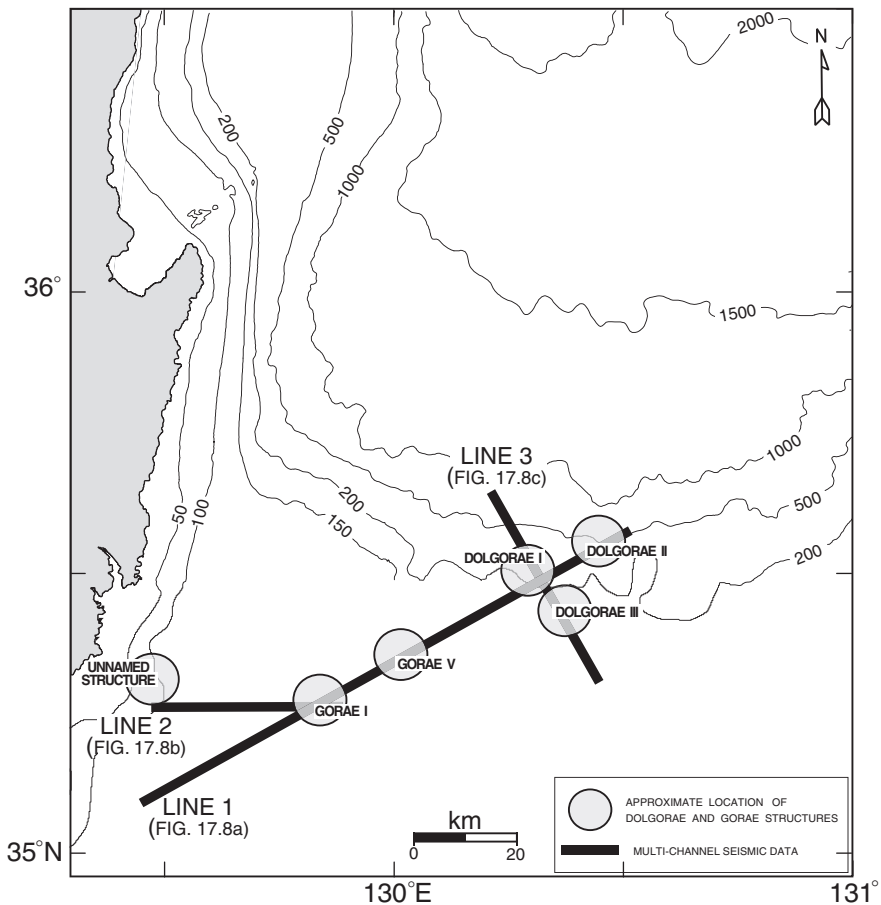 2000
N
200
500
1000
36°
1500
LINE 3
(FIG. 17.8c)
1000
50
100
200
150
500
200
DOLGORAE I
DOLGORAE II
DOLGORAE III
UNNAMED
STRUCTURE
GORAE V
GORAE I
LINE 2
(FIG. 17.8b)
LINE 1
(FIG. 17.8a)
km
0
20
APPROXIMATE LOCATION OF
DOLGORAE AND GORAE STRUCTURES
MULTI-CHANNEL SEISMIC DATA
35°N
130°E
131°